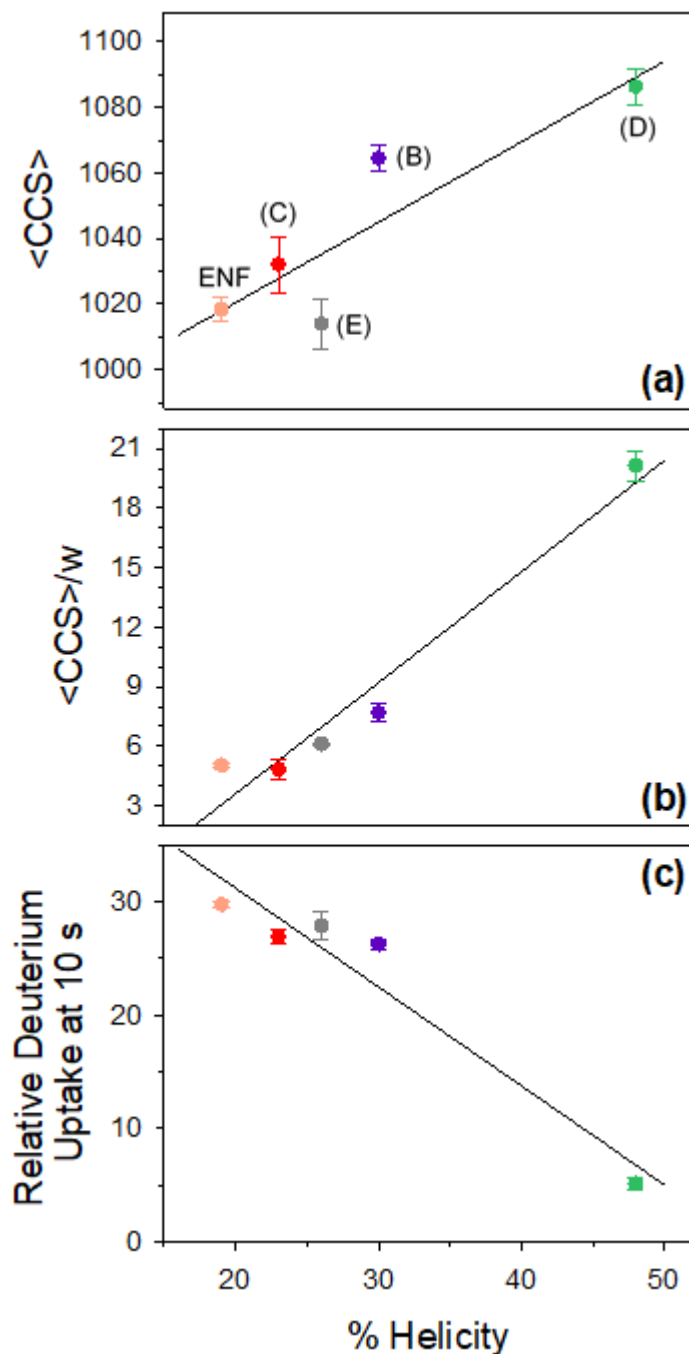 1100
1080
1060
1040
1020
1000
<CCS>
ENF
(C)
(B)
(E)
(D)
(a)
21
18
15
12
9
6
3
<CCS>/w
(b)
30
20
10
0
Relative Deuterium
Uptake at 10 s
(c)
20
30
40
50
% Helicity